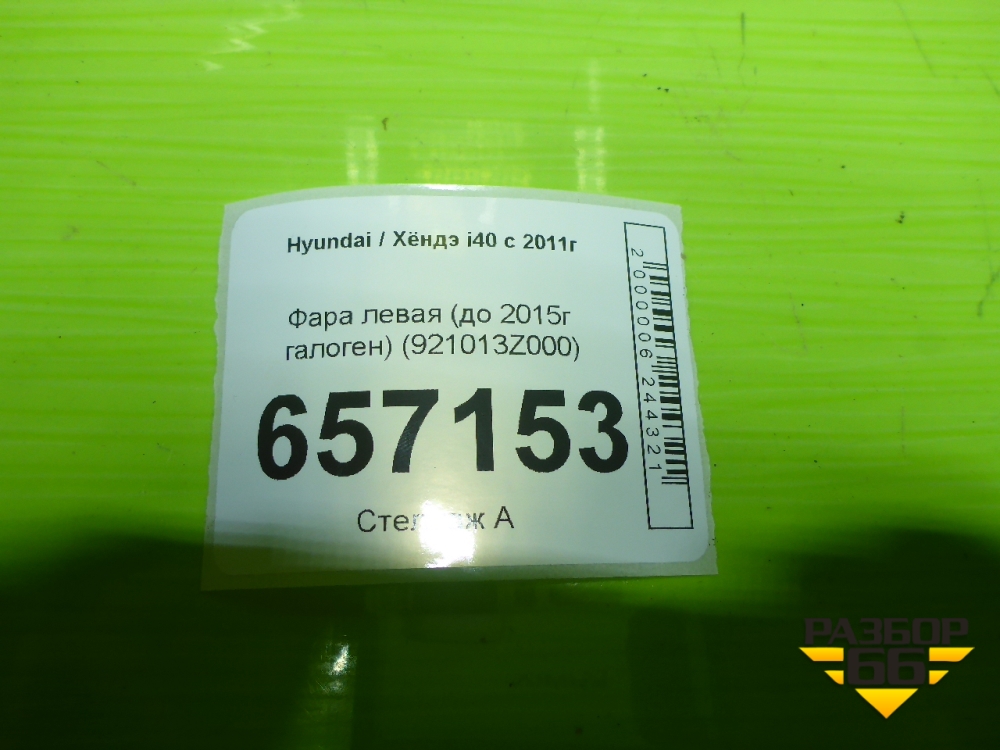 Hyundai / Хёндэ i40 с 2011г
Фара левая (до 2015г
галоген) (921013Z000)
657153
А
2000006244321
РАЗБОР
66